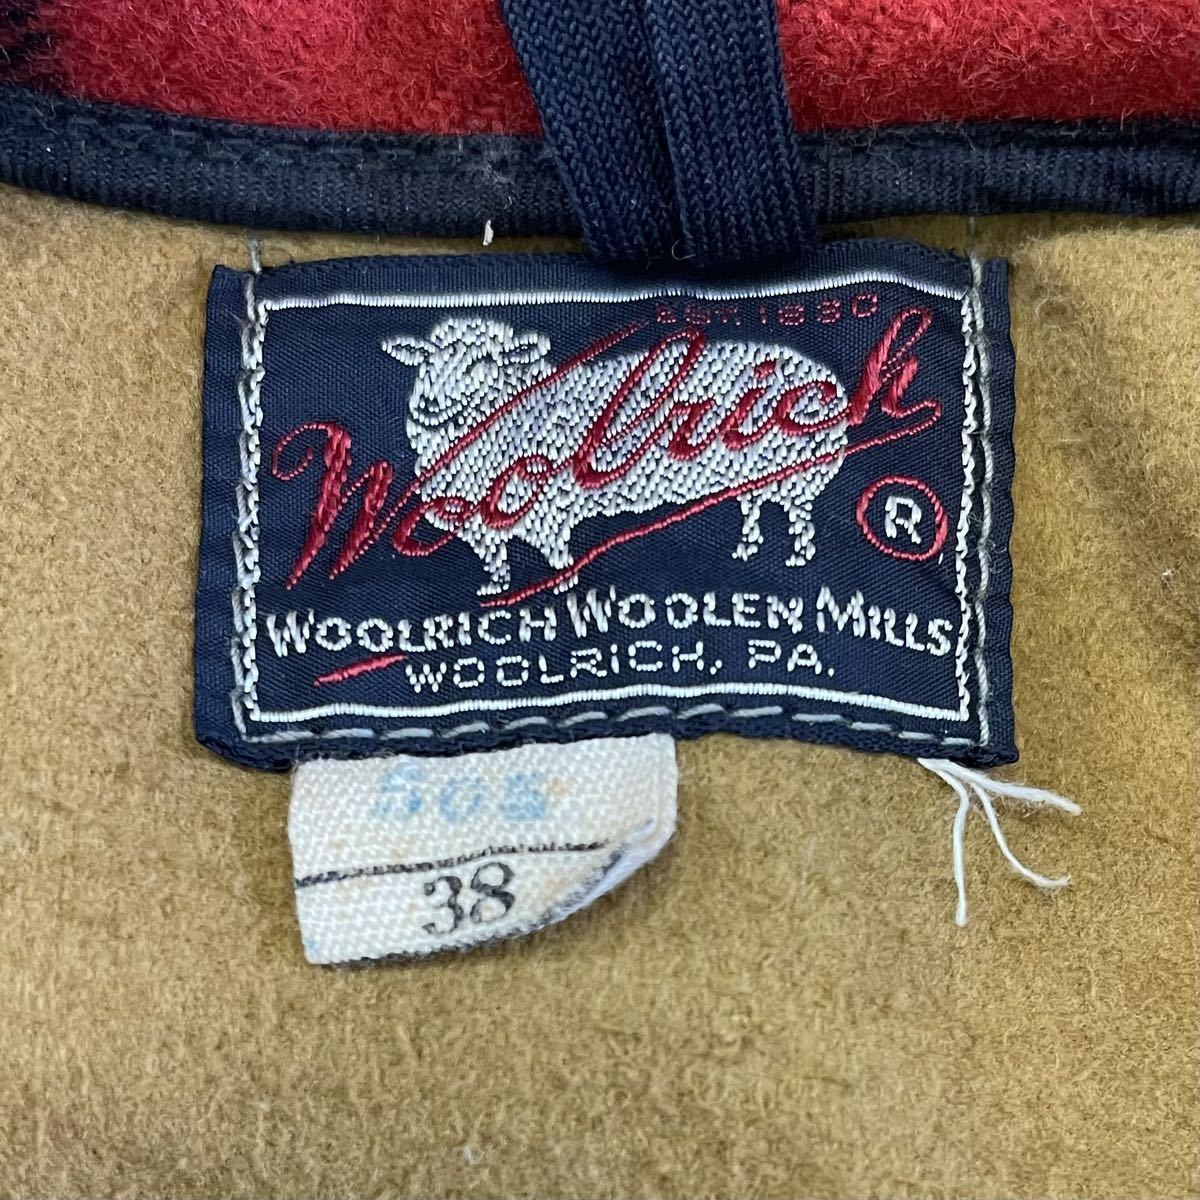 EST. 1830
Woolrich
®
WOOLRICH WOOLEN MILLS
WOOLRICH, PA.
38